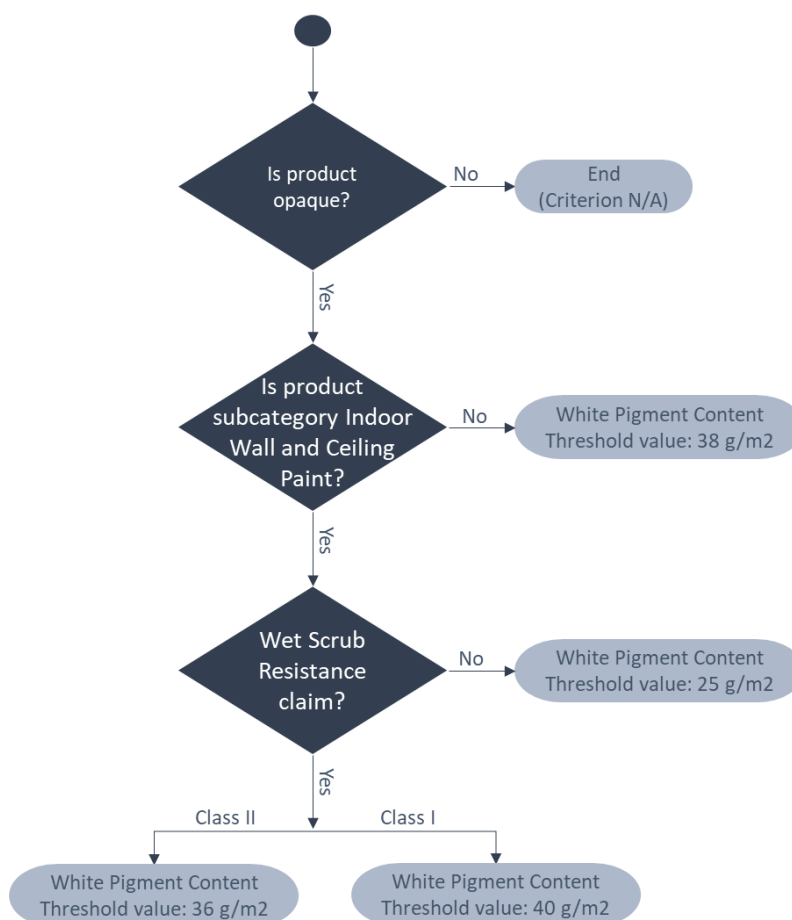 Is product
opaque?
No
End
(Criterion N/A)
Yes
Is product
subcategory Indoor
Wall and Ceiling
Paint?
No
White Pigment Content
Threshold value: 38 g/m2
Yes
Wet Scrub
Resistance
claim?
No
White Pigment Content
Threshold value: 25 g/m2
Yes
Class II
Class I
White Pigment Content
Threshold value: 36 g/m2
White Pigment Content
Threshold value: 40 g/m2